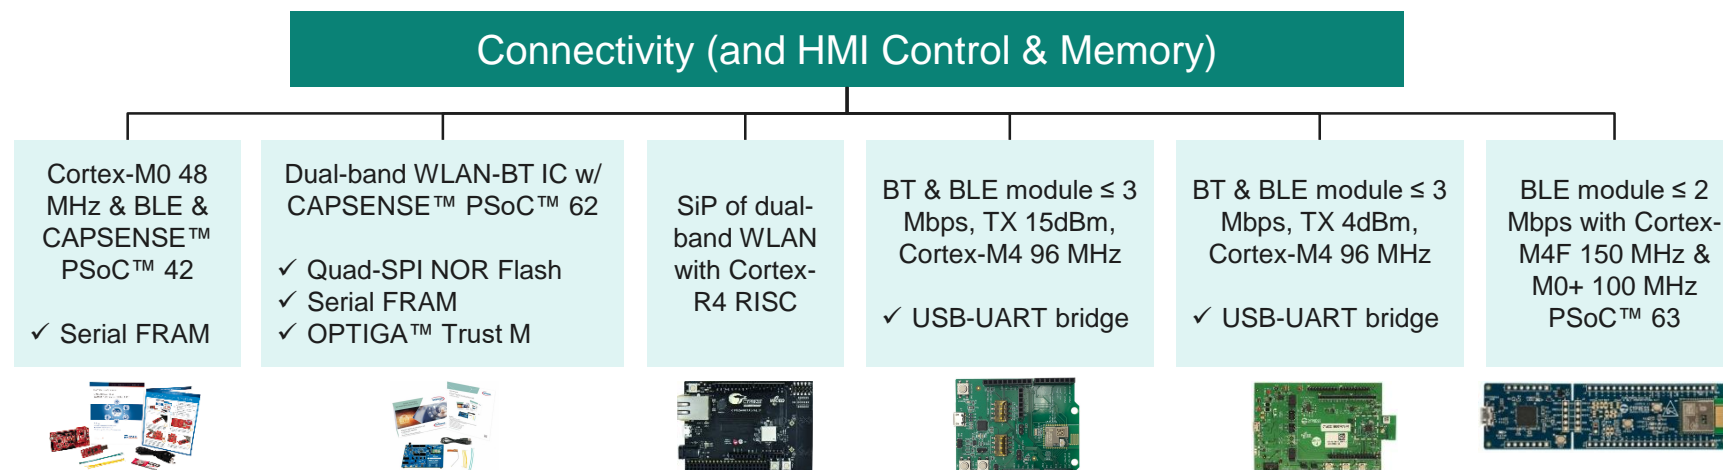 Connectivity (and HMI Control & Memory)
Cortex-M0 48
MHz & BLE &
CAPSENSE™
PSoC™ 42
✓ Serial FRAM
Dual-band WLAN-BT IC w/
CAPSENSE™ PSoC™ 62
✓ Quad-SPI NOR Flash
✓ Serial FRAM
✓ OPTIGA™ Trust M
SiP of dual-
band WLAN
with Cortex-
R4 RISC
BT & BLE module ≤ 3
Mbps, TX 15dBm,
Cortex-M4 96 MHz
✓ USB-UART bridge
BT & BLE module ≤ 3
Mbps, TX 4dBm,
Cortex-M4 96 MHz
✓ USB-UART bridge
BLE module ≤ 2
Mbps with Cortex-
M4F 150 MHz &
M0+ 100 MHz
PSoC™ 63
CYPRESS
CYPRESS